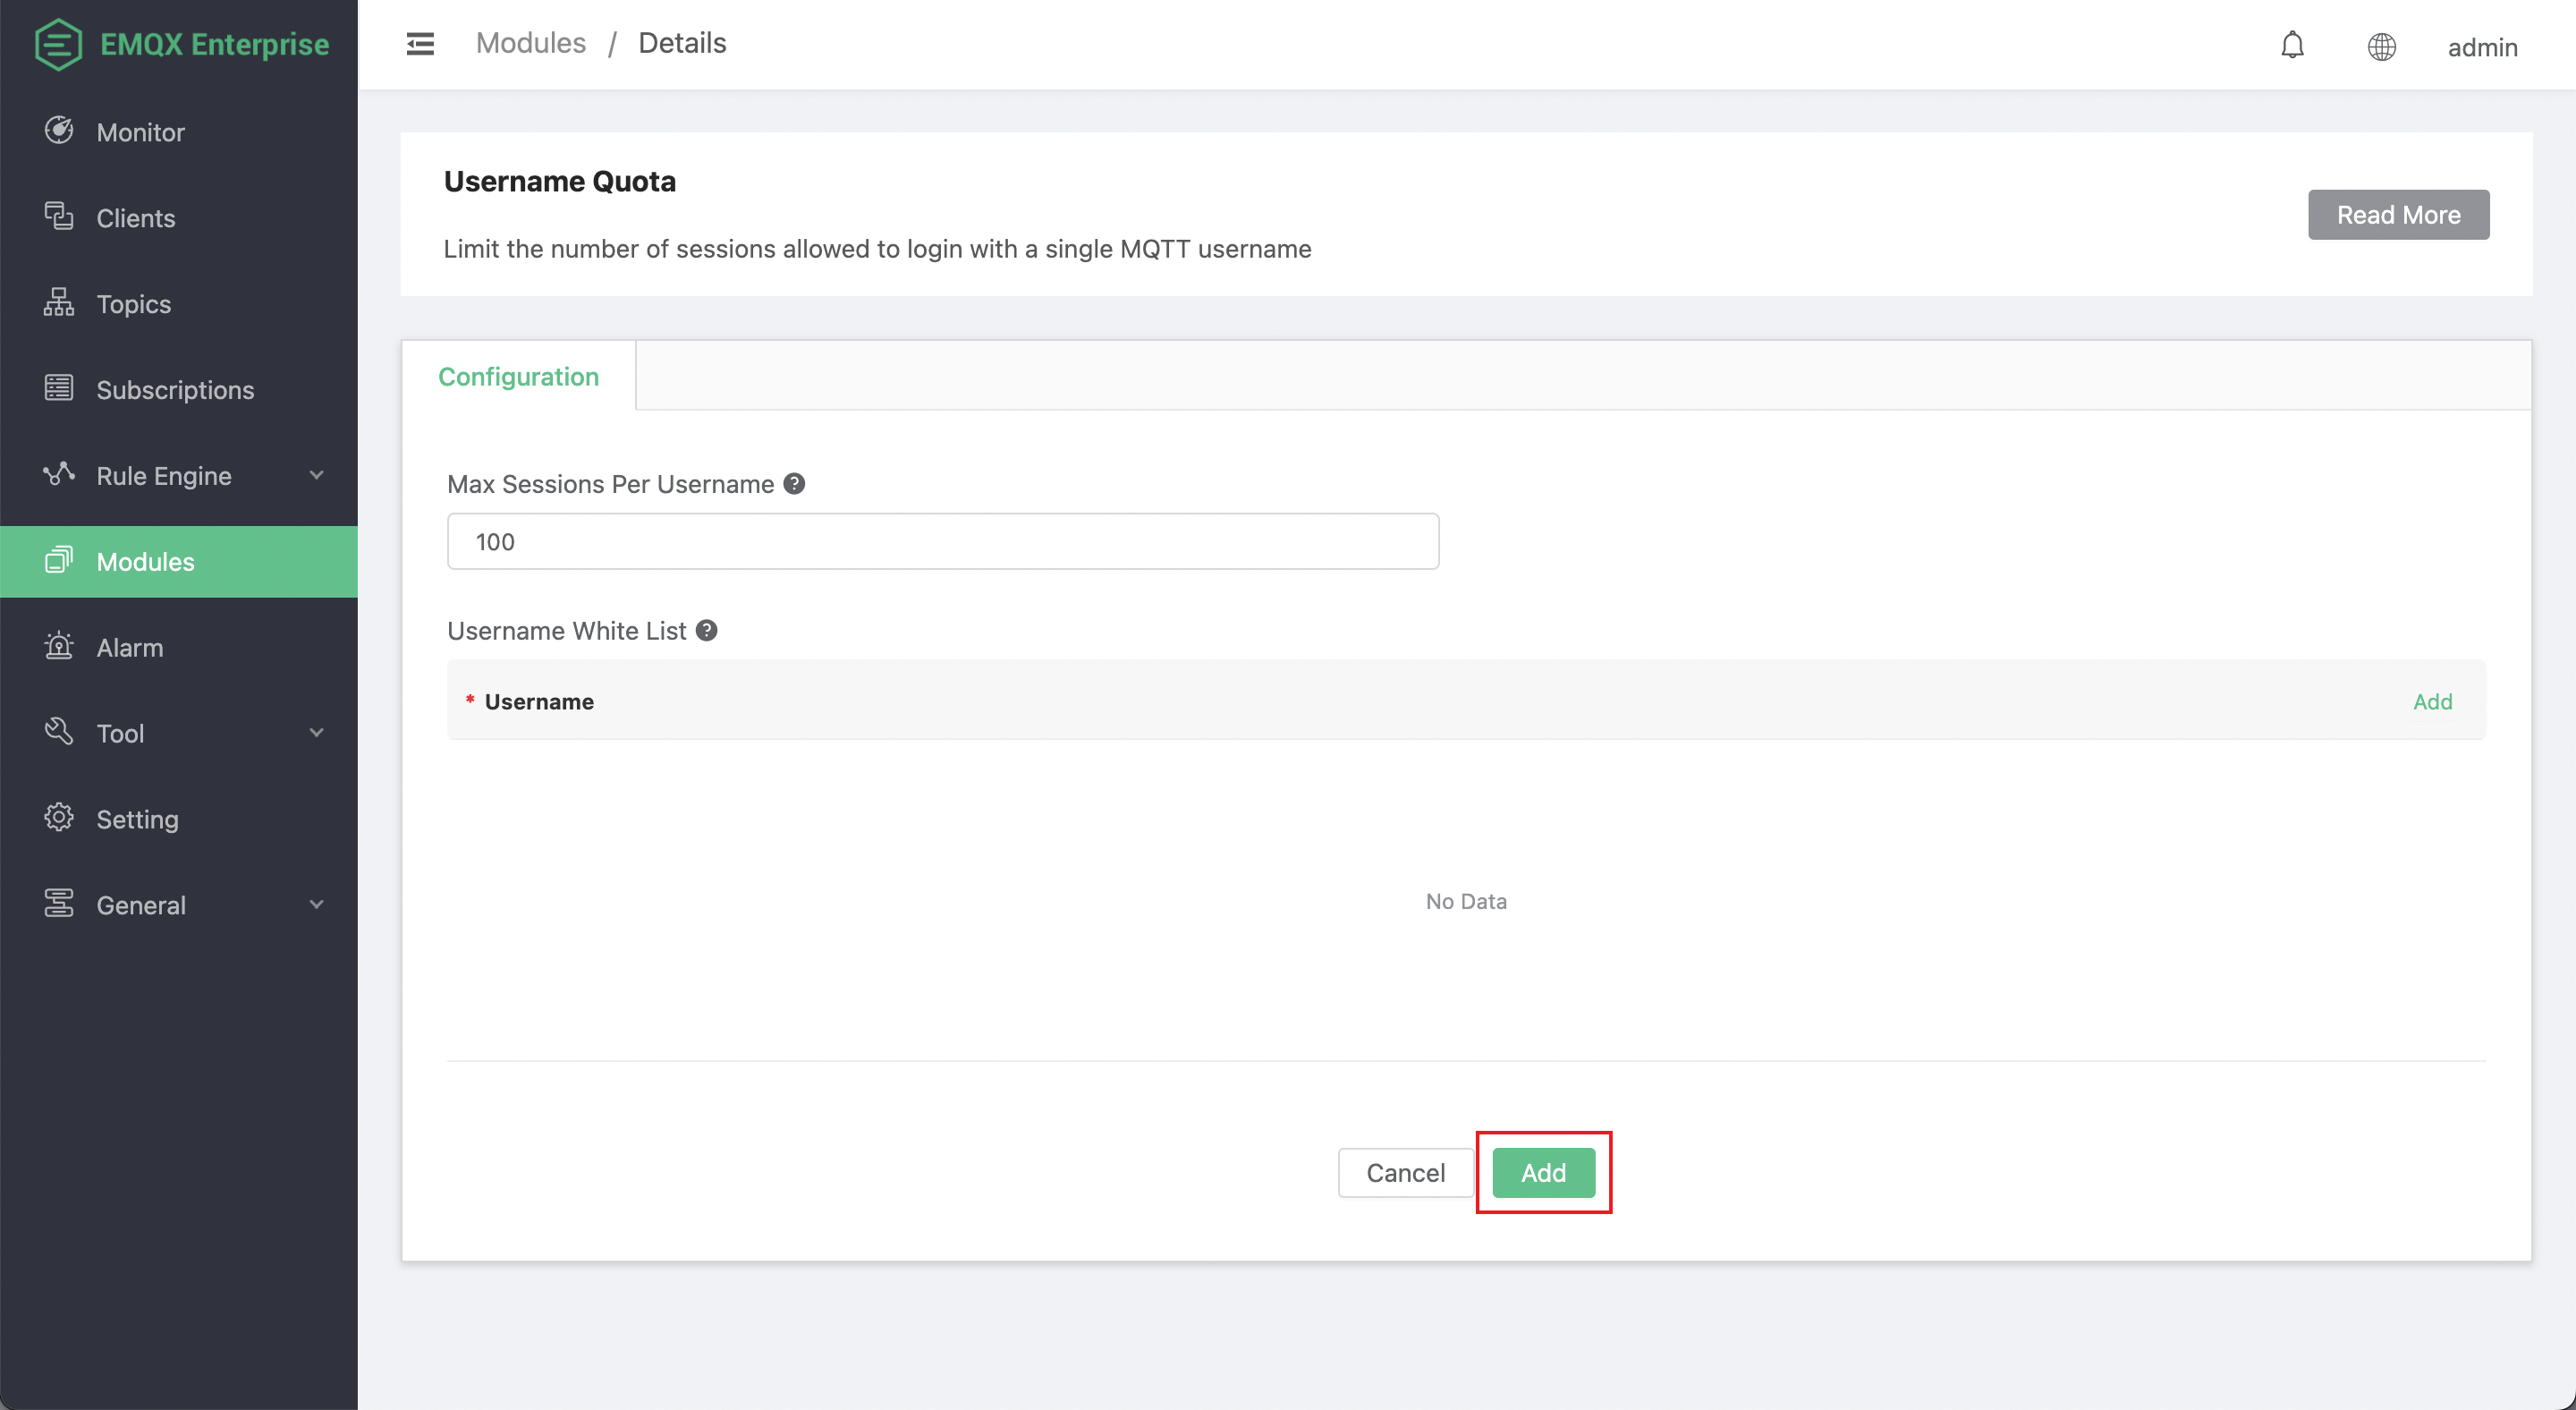 EMQX Enterprise
Modules / Details
admin
Monitor
Clients
Topics
Subscriptions
Rule Engine
Modules
Alarm
Tool
Setting
General
Username Quota
Limit the number of sessions allowed to login with a single MQTT username
Read More
Configuration
Max Sessions Per Username ?
100
Username White List ?
* Username
Add
No Data
Cancel
Add